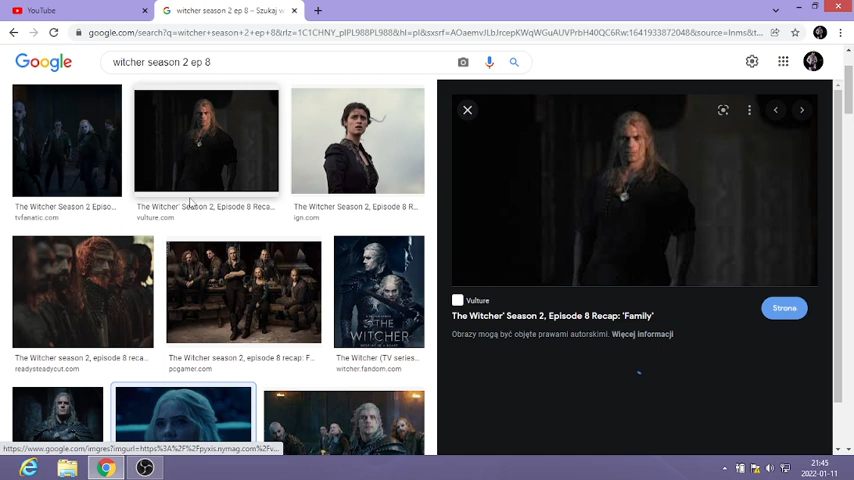 YouTube
witcher season 2 ep 8 – Szukaj w
google.com/search?q=witcher+season+2+ep+8&rlz=1C1CHNY_plPL988PL988&hl=pl&sxsrf=AOaemvJLbJrcepKWqWGuAUVPrbH40QC6Rw:1641933872048&source=lnms&t
Google
witcher season 2 ep 8
The Witcher Season 2 Episo...
tvfanatic.com
The Witcher' Season 2, Episode 8 Reca...
vulture.com
The Witcher Season 2, Episode 8 R...
ign.com
Vulture
The Witcher' Season 2, Episode 8 Recap: 'Family'
Strona
Obrazy mogą być objęte prawami autorskimi. Więcej informacji
THE WITCHER
The Witcher season 2, episode 8 reca...
readysteadycut.com
The Witcher season 2, episode 8 recap: F...
pcgamer.com
The Witcher (TV series...
witcher.fandom.com
https://www.google.com/imgres?imgurl=https%3A%2F%2Fpyxis.nymag.com%2Fv...
21:45
2022-01-11